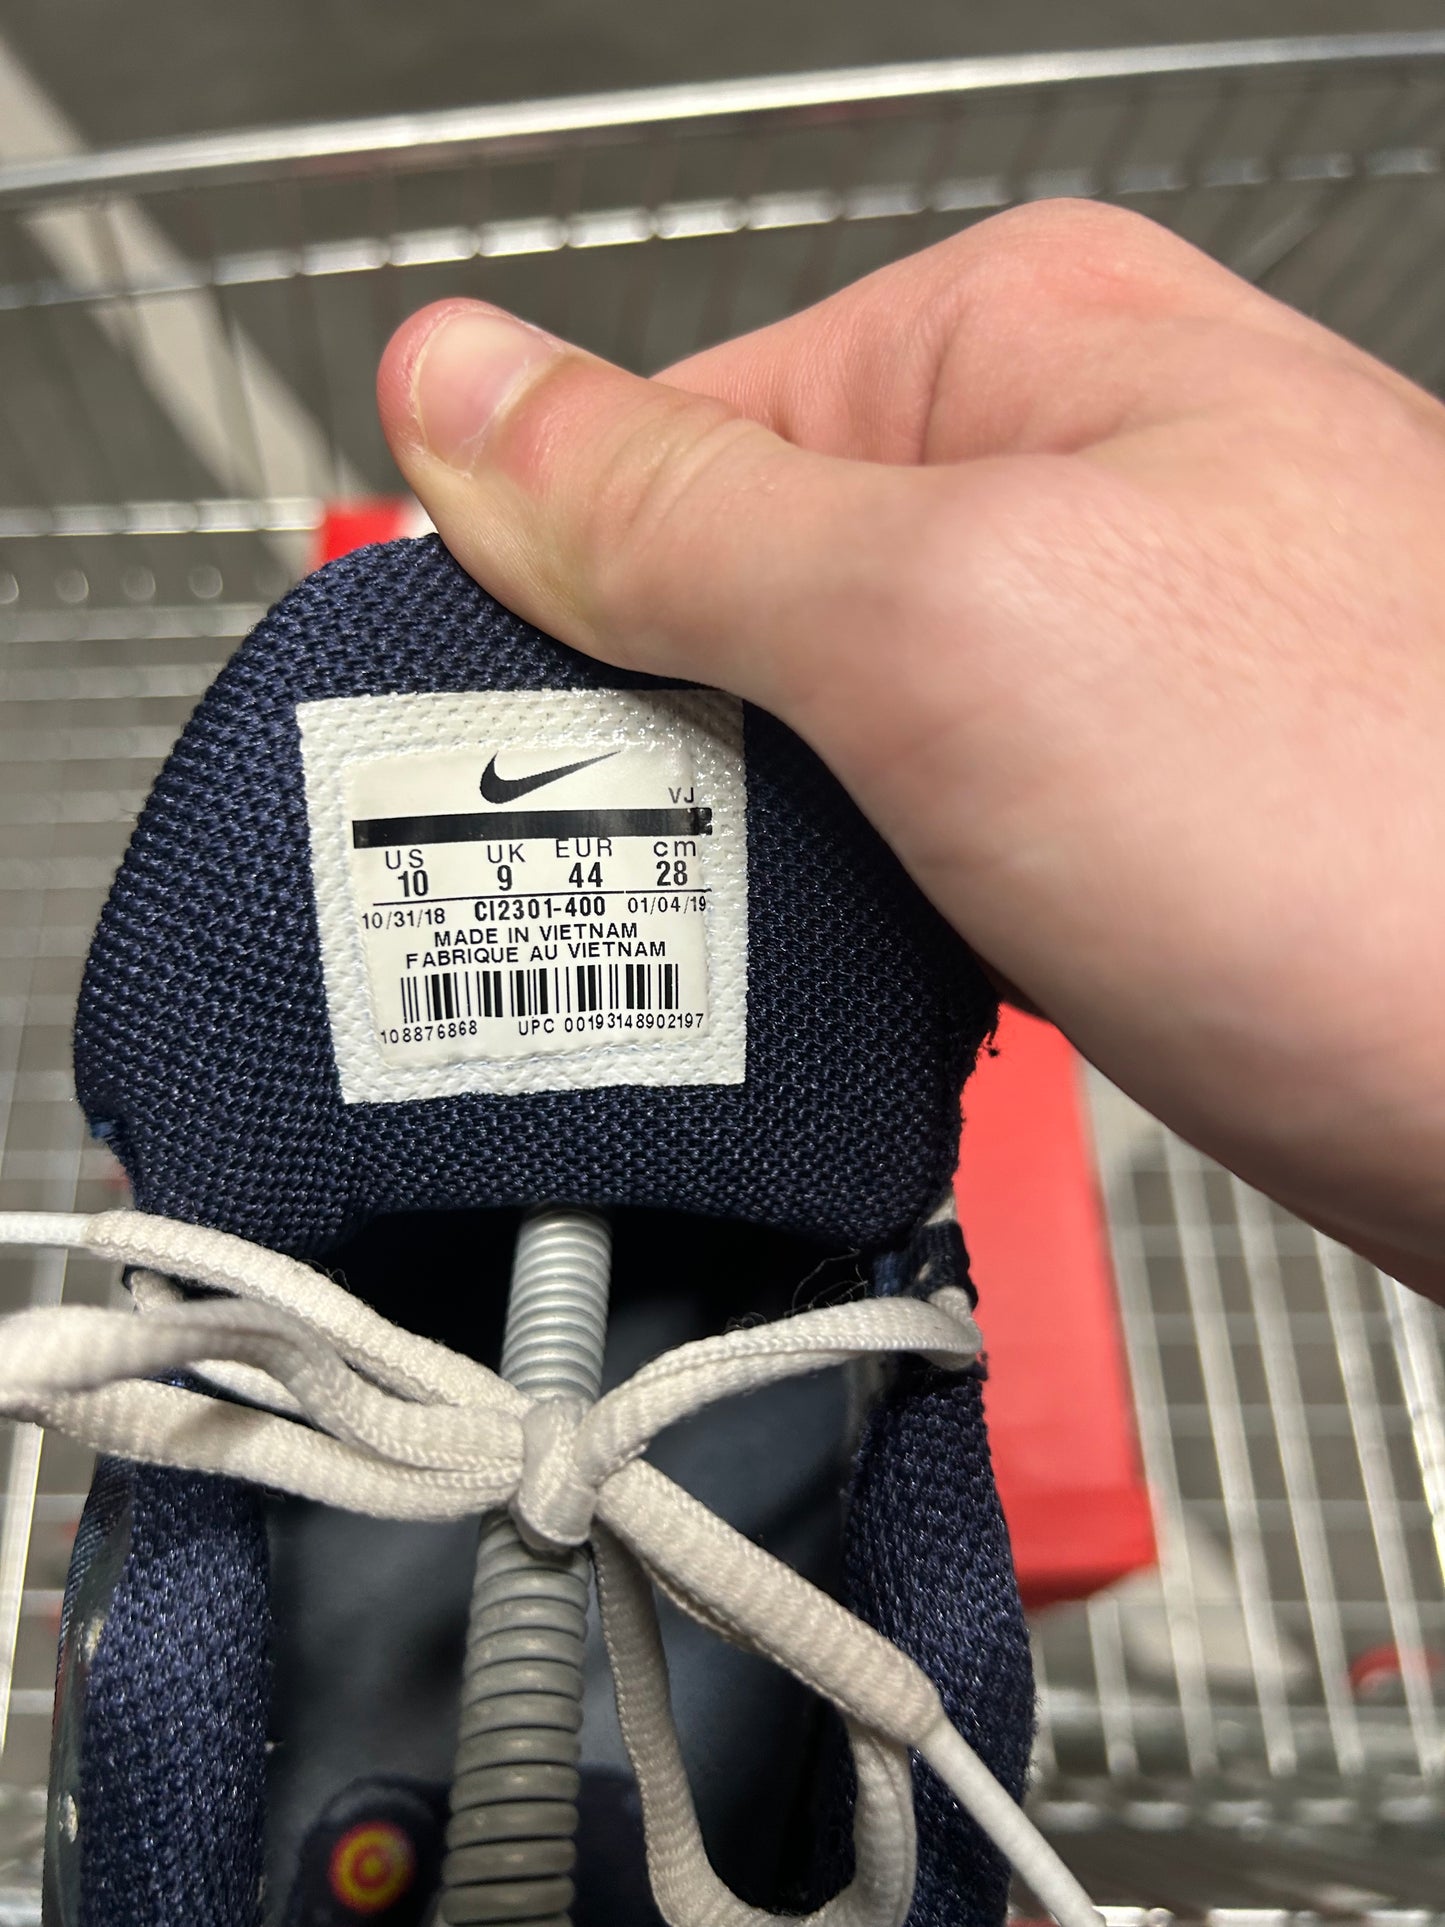 VJ
US UK EUR cm
10 9 44 28
10/31/18 CI2301-400 01/04/19
MADE IN VIETNAM
FABRIQUE AU VIETNAM
108876868 UPC 00193148902197